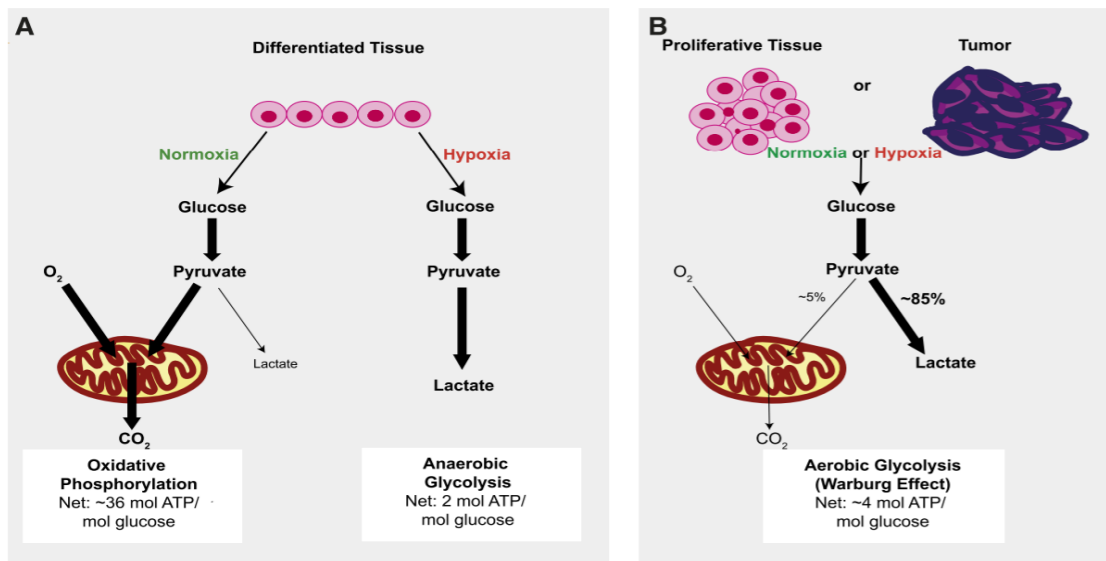 A
Differentiated Tissue
Normoxia
Hypoxia
Glucose
Glucose
O2
Pyruvate
Pyruvate
Lactate
Lactate
CO2
Oxidative
Phosphorylation
Net: ~36 mol ATP/
mol glucose
Anaerobic
Glycolysis
Net: 2 mol ATP/
mol glucose
B
Proliferative Tissue
or
Tumor
Normoxia or Hypoxia
Glucose
O2
Pyruvate
~5%
~85%
Lactate
CO2
Aerobic Glycolysis
(Warburg Effect)
Net: ~4 mol ATP/
mol glucose